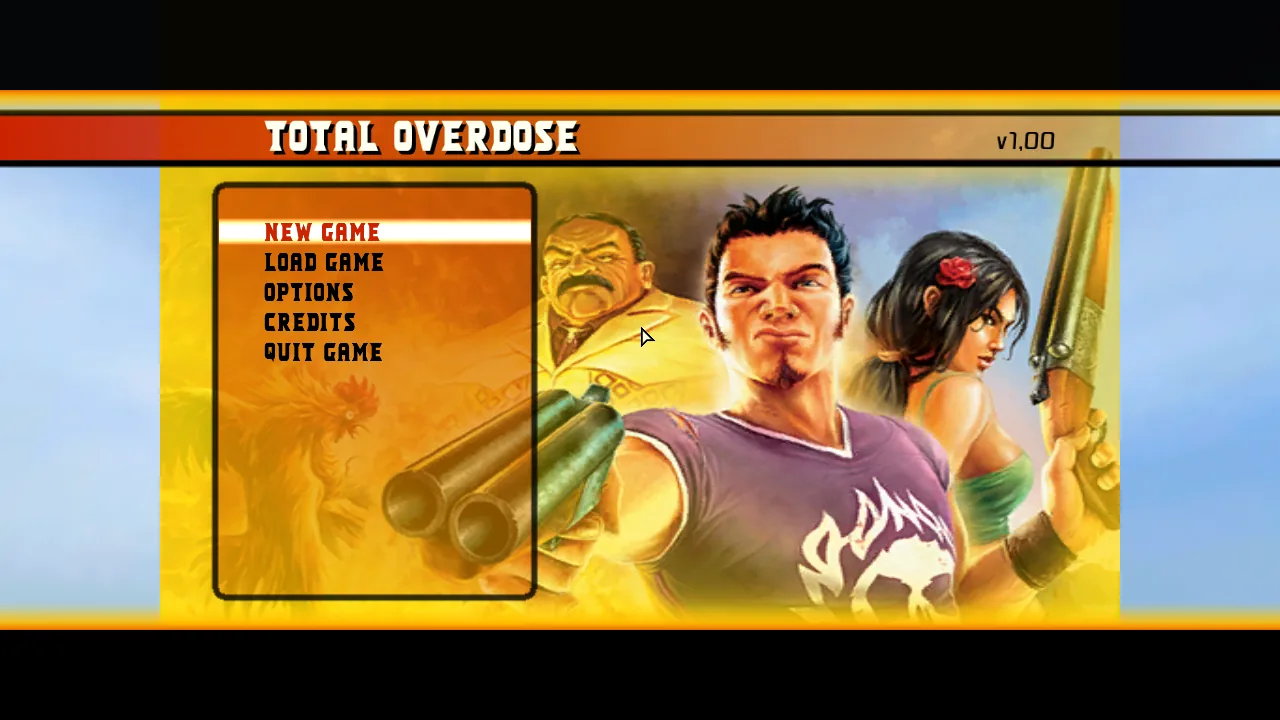 TOTAL OVERDOSE
v1,00
NEW GAME
LOAD GAME
OPTIONS
CREDITS
QUIT GAME